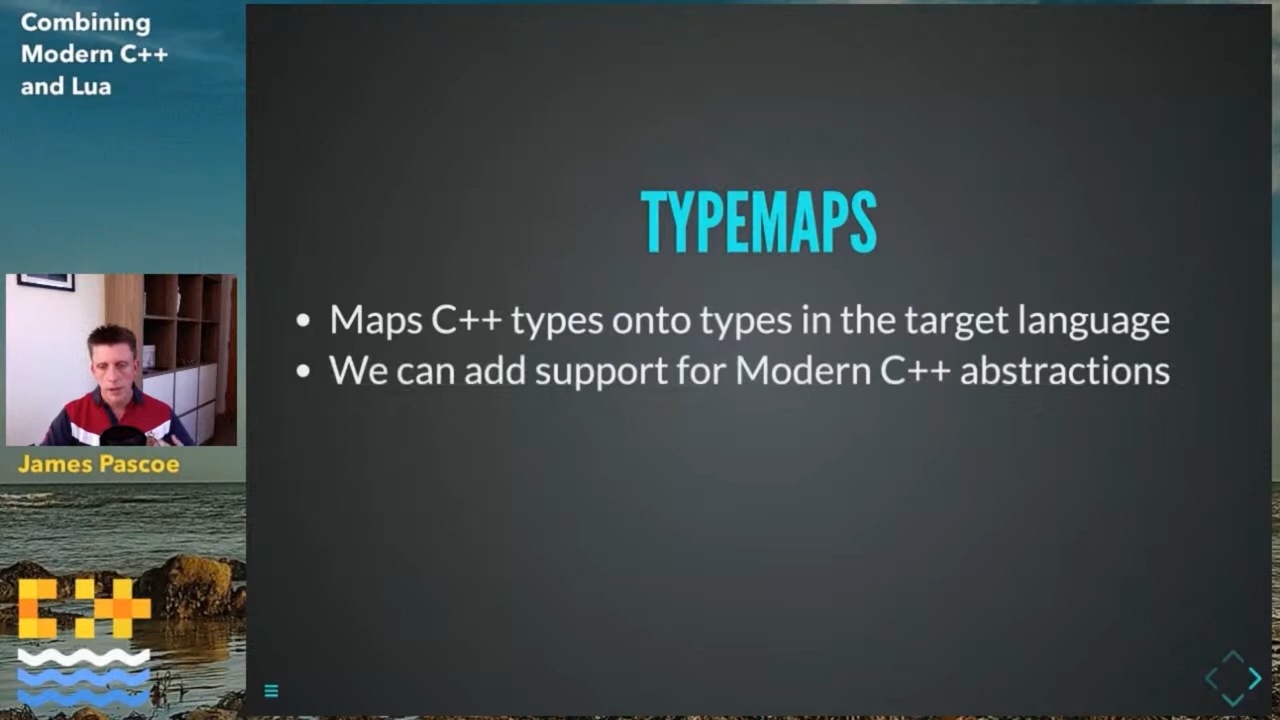 Combining
Modern C++
and Lua
TYPEMAPS
Maps C++ types onto types in the target language
We can add support for Modern C++ abstractions
James Pascoe
C++